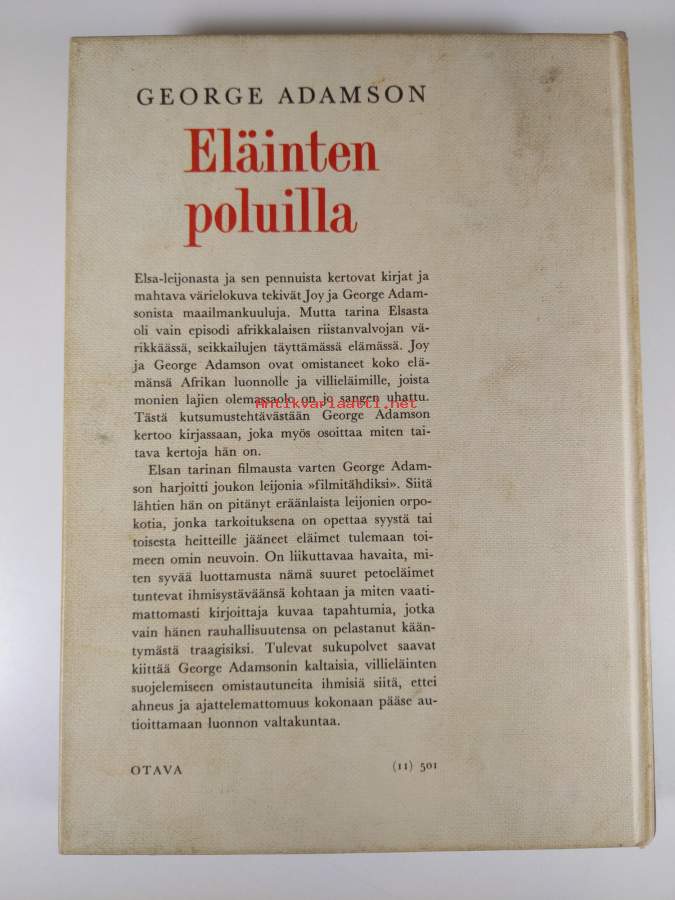 GEORGE ADAMSON
Eläinten
poluilla
Elsa-leijonasta ja sen pennuista kertovat kirjat ja
mahtava värielokuva tekivät Joy ja George Adam-
sonista maailmankuuluja. Mutta tarina Elsasta
oli vain episodi afrikkalaisen riistanvalvojan vä-
rikkäässä, seikkailujen täyttämässä elämässä. Joy
ja George Adamson ovat omistaneet koko elä-
mänsä Afrikan luonnolle ja villieläimille, joista
monien lajien olemassaolo on jo sangen uhattu.
Antikvariaatti.net
Tästä kutsumustehtävästään George Adamson
kertoo kirjassaan, joka myös osoittaa miten tai-
tava kertoja hän on.
Elsan tarinan filmausta varten George Adam-
son harjoitti joukon leijonia »filmitähdiksi». Siitä
lähtien hän on pitänyt eräänlaista leijonien orpo-
kotia, jonka tarkoituksena on opettaa syystä tai
toisesta heitteille jääneet eläimet tulemaan toi-
meen omin neuvoin. On liikuttavaa havaita, mi-
ten syvää luottamusta nämä suuret petoeläimet
tuntevat ihmisystäväänsä kohtaan ja miten vaati-
mattomasti kirjoittaja kuvaa tapahtumia, jotka
vain hänen rauhallisuutensa on pelastanut kään-
tymästä traagisiksi. Tulevat sukupolvet saavat
kiittää George Adamsonin kaltaisia, villieläinten
suojelemiseen omistautuneita ihmisiä siitä, ettei
ahneus ja ajattelemattomuus kokonaan pääse au-
tioittamaan luonnon valtakuntaa.
OTAVA
(11) 501